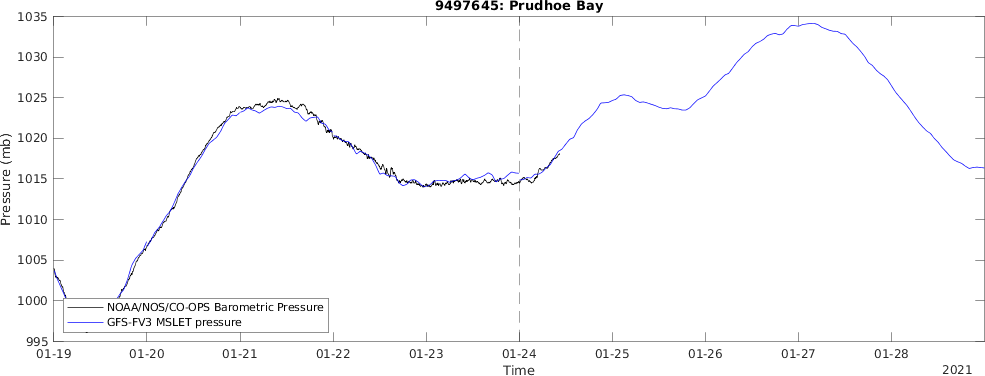 9497645: Prudhoe Bay
1035
1030
1025
1020
1015
1010
1005
1000
995
Pressure (mb)
NOAA/NOS/CO-OPS Barometric Pressure
GFS-FV3 MSLET pressure
01-19 01-20 01-21 01-22 01-23 01-24 01-25 01-26 01-27 01-28
Time
2021